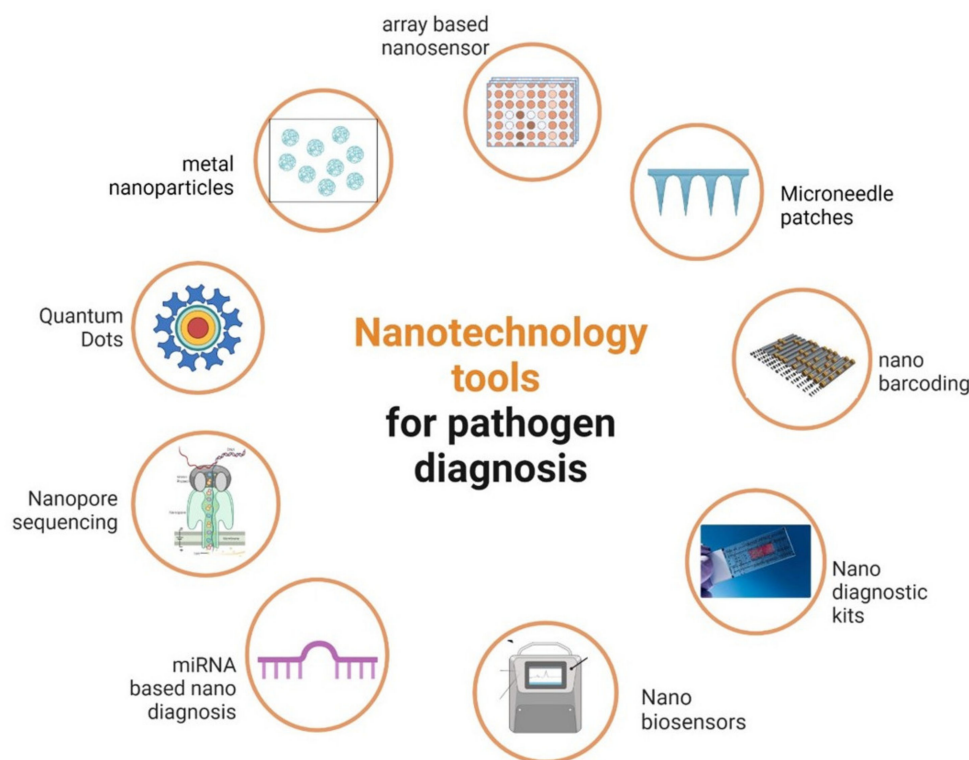 array based
nanosensor
metal
nanoparticles
Microneedle
patches
Quantum
Dots
Nanotechnology
tools
for pathogen
diagnosis
nano
barcoding
Nanopore
sequencing
Nano
diagnostic
kits
miRNA
based nano
diagnosis
Nano
biosensors